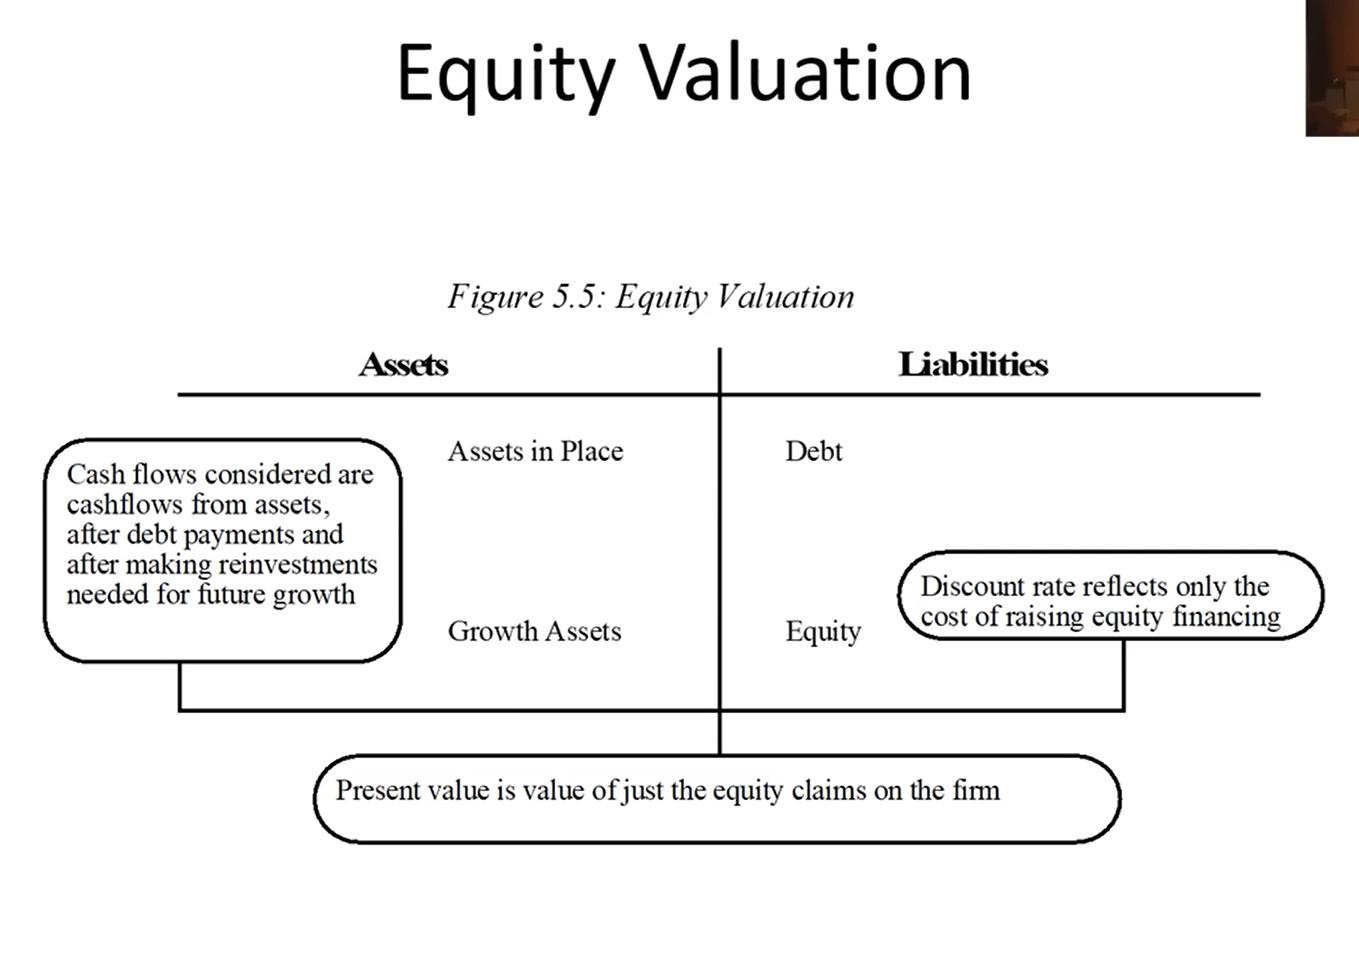 Equity Valuation
Figure 5.5: Equity Valuation
Assets
Liabilities
Assets in Place
Debt
Cash flows considered are
cashflows from assets,
after debt payments and
after making reinvestments
needed for future growth
Growth Assets
Equity
Discount rate reflects only the
cost of raising equity financing
Present value is value of just the equity claims on the firm